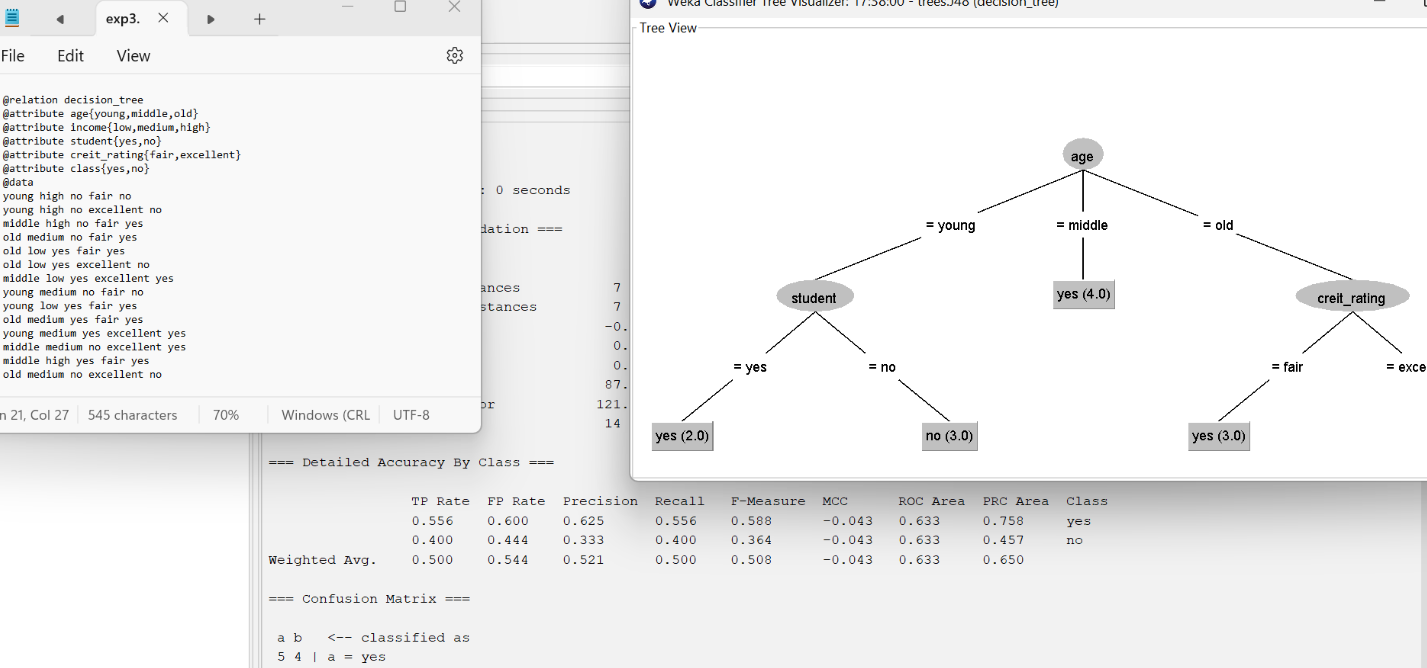 exp3.
File Edit View
@relation decision_tree
@attribute age{young,middle,old}
@attribute income{low,medium,high}
@attribute student{yes,no}
@attribute creit_rating{fair,excellent}
@attribute class{yes,no}
@data
young high no fair no
young high no excellent no
middle high no fair yes
old medium no fair yes
old low yes fair yes
old low yes excellent no
middle low yes excellent yes
young medium no fair no
young low yes fair yes
old medium yes fair yes
young medium yes excellent yes
middle medium no excellent yes
middle high yes fair yes
old medium no excellent no
n 21, Col 27 545 characters 70% Windows (CRL UTF-8
Weka Classifier Tree Visualizer: 17:58:00 - trees.J48 (decision_tree)
Tree View
age
= young = middle = old
student yes (4.0) creit_rating
= yes = no = fair = exce
yes (2.0) no (3.0) yes (3.0)
: 0 seconds
dation ===
ances 7
stances 7
-0.
0.
0.
87.
or 121.
14
=== Detailed Accuracy By Class ===
TP Rate FP Rate Precision Recall F-Measure MCC ROC Area PRC Area Class
0.556 0.600 0.625 0.556 0.588 -0.043 0.633 0.758 yes
0.400 0.444 0.333 0.400 0.364 -0.043 0.633 0.457 no
Weighted Avg. 0.500 0.544 0.521 0.500 0.508 -0.043 0.633 0.650
=== Confusion Matrix ===
a b <-- classified as
5 4 | a = yes